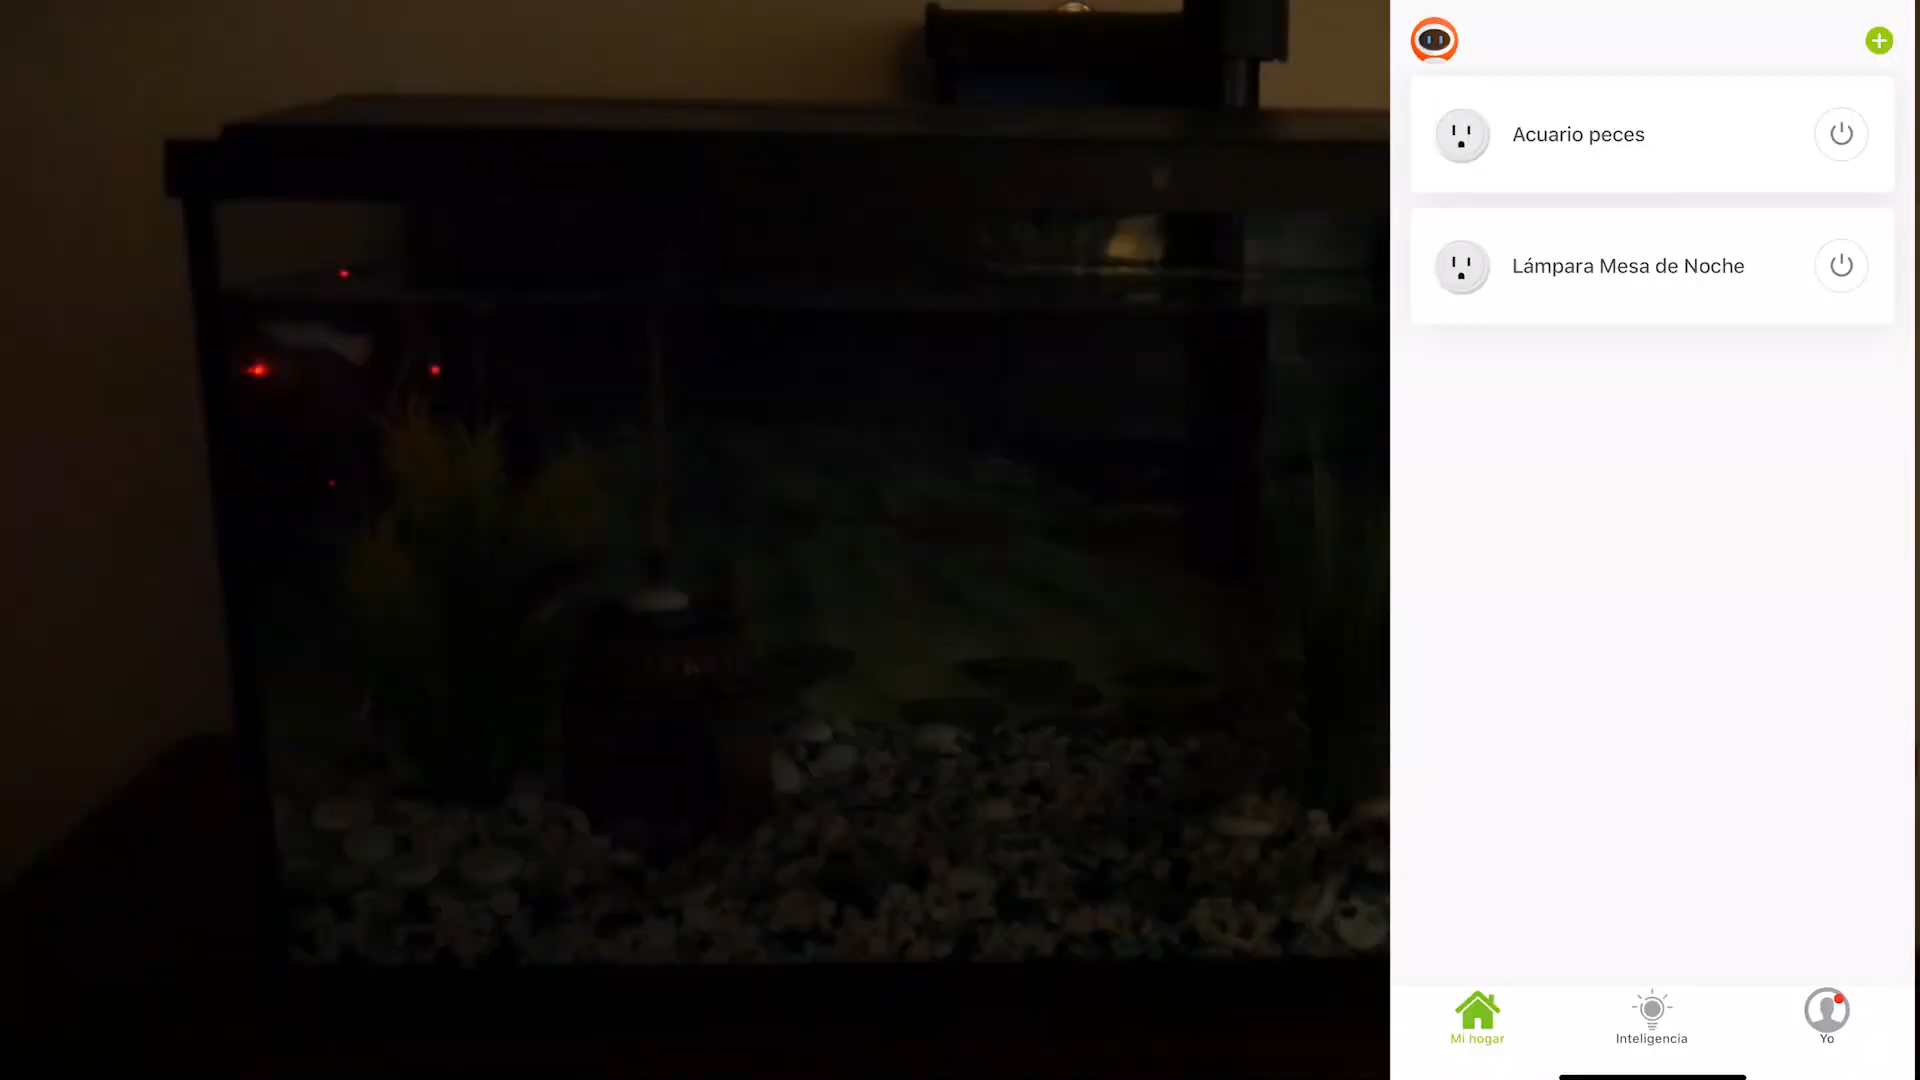 Acuario peces
Lámpara Mesa de Noche
Mi hogar
Inteligencia
Yo